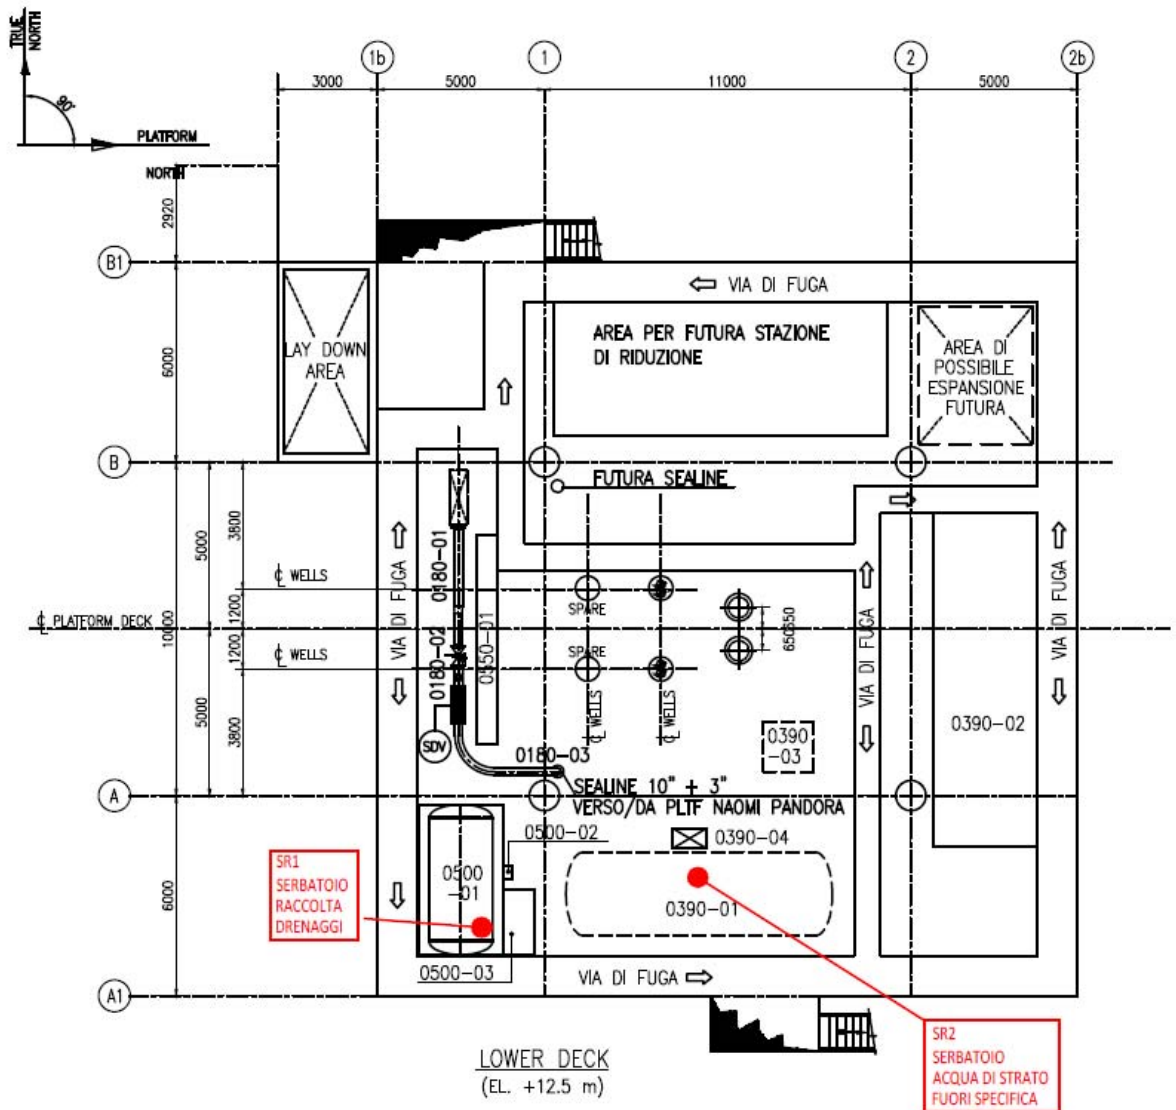 TRUE
NORTH
90°
PLATFORM
NORTH
1b
1
2
2b
3000
5000
11000
5000
2920
B1
VIA DI FUGA
LAY DOWN
AREA
AREA PER FUTURA STAZIONE
DI RIDUZIONE
AREA DI
POSSIBILE
ESPANSIONE
FUTURA
6000
B
FUTURA SEALINE
5000
3800
10000
1200
1200
5000
3800
℄ WELLS
℄ PLATFORM DECK
℄ WELLS
VIA DI FUGA
0180-01
0180-02
0550-01
SPARE
SPARE
℄ WELLS
℄ WELLS
650
650
VIA DI FUGA
VIA DI FUGA
0390-02
SDV
0180-03
0390
-03
A
SEALINE 10" + 3"
VERSO/DA PLTF NAOMI PANDORA
0500-02
0390-04
0500
-01
0390-01
6000
SR1
SERBATOIO
RACCOLTA
DRENAGGI
0500-03
VIA DI FUGA
A1
LOWER DECK
(EL. +12.5 m)
SR2
SERBATOIO
ACQUA DI STRATO
FUORI SPECIFICA